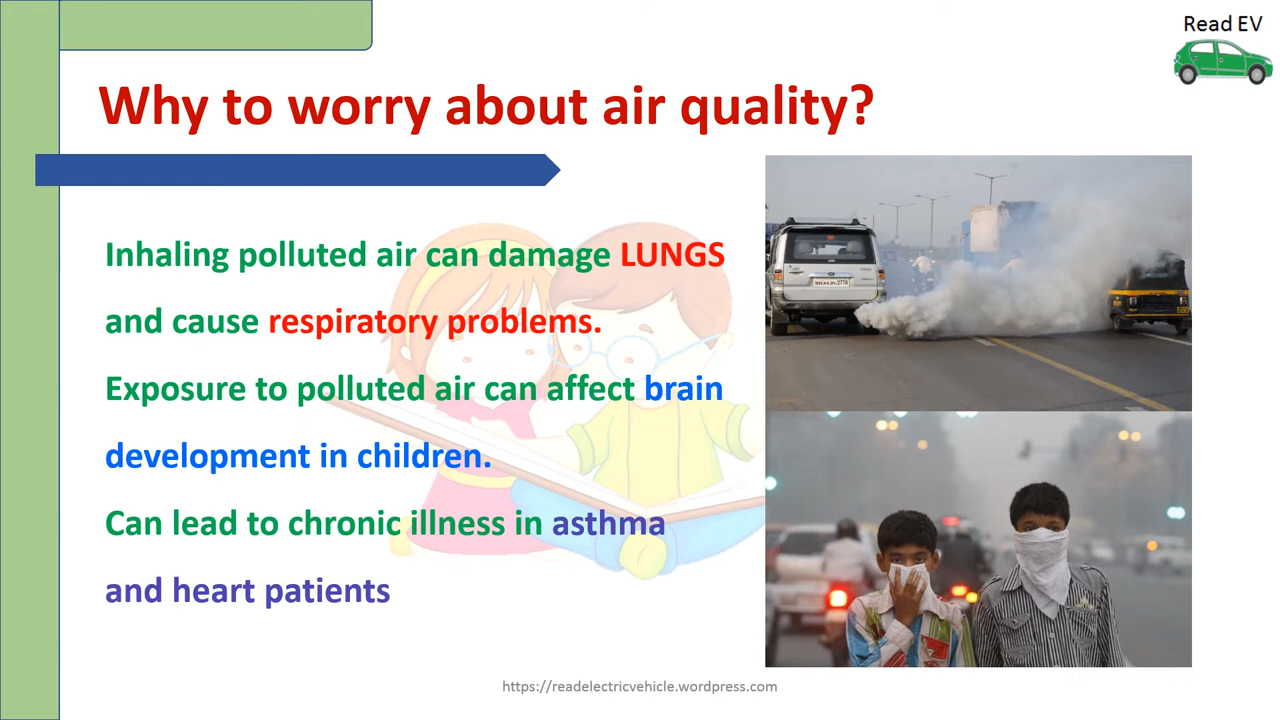 Read EV
Why to worry about air quality?
Inhaling polluted air can damage LUNGS
and cause respiratory problems.
Exposure to polluted air can affect brain
development in children.
Can lead to chronic illness in asthma
and heart patients
https://readelectricvehicle.wordpress.com